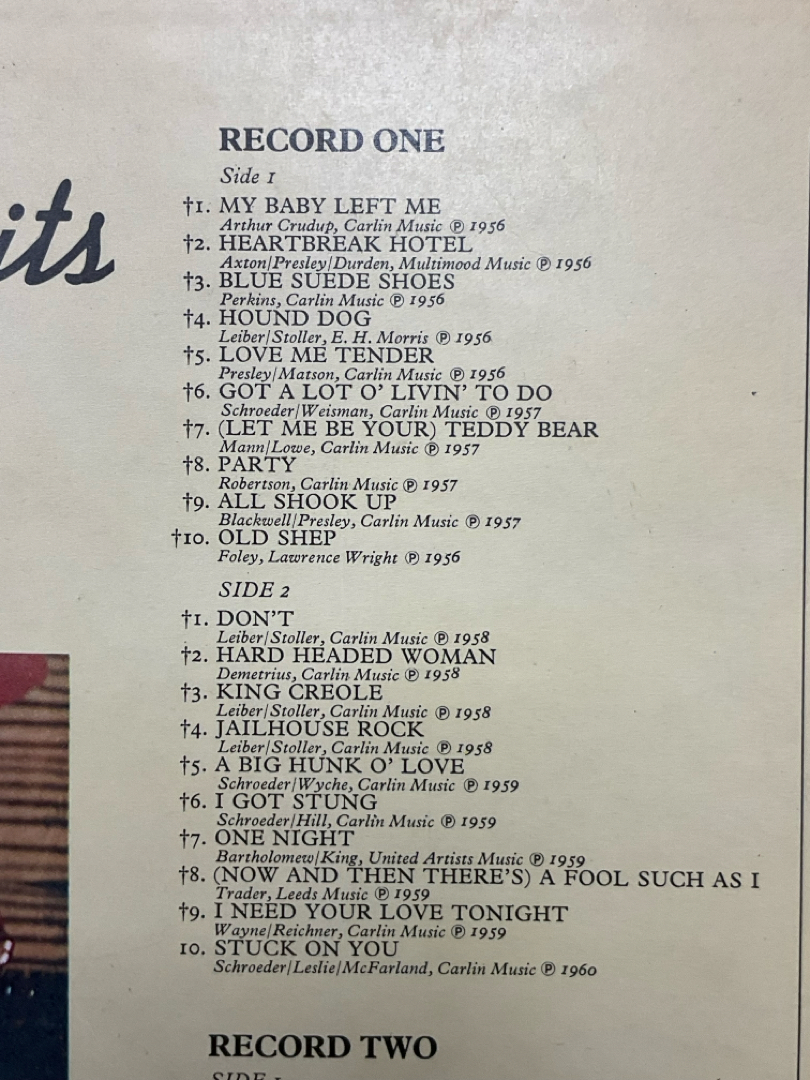 its
RECORD ONE
Side 1
†1. MY BABY LEFT ME
Arthur Crudup, Carlin Music ℗ 1956
†2. HEARTBREAK HOTEL
Axton/Presley/Durden, Multimood Music ℗ 1956
†3. BLUE SUEDE SHOES
Perkins, Carlin Music ℗ 1956
†4. HOUND DOG
Leiber/Stoller, E. H. Morris ℗ 1956
†5. LOVE ME TENDER
Presley/Matson, Carlin Music ℗ 1956
†6. GOT A LOT O' LIVIN' TO DO
Schroeder/Weisman, Carlin Music ℗ 1957
†7. (LET ME BE YOUR) TEDDY BEAR
Mann/Lowe, Carlin Music ℗ 1957
†8. PARTY
Robertson, Carlin Music ℗ 1957
†9. ALL SHOOK UP
Blackwell/Presley, Carlin Music ℗ 1957
†10. OLD SHEP
Foley, Lawrence Wright ℗ 1956
SIDE 2
†1. DON'T
Leiber/Stoller, Carlin Music ℗ 1958
†2. HARD HEADED WOMAN
Demetrius, Carlin Music ℗ 1958
†3. KING CREOLE
Leiber/Stoller, Carlin Music ℗ 1958
†4. JAILHOUSE ROCK
Leiber/Stoller, Carlin Music ℗ 1958
†5. A BIG HUNK O' LOVE
Schroeder/Wyche, Carlin Music ℗ 1959
†6. I GOT STUNG
Schroeder/Hill, Carlin Music ℗ 1959
†7. ONE NIGHT
Bartholomew/King, United Artists Music ℗ 1959
†8. (NOW AND THEN THERE'S) A FOOL SUCH AS I
Trader, Leeds Music ℗ 1959
†9. I NEED YOUR LOVE TONIGHT
Wayne/Reichner, Carlin Music ℗ 1959
10. STUCK ON YOU
Schroeder/Leslie/McFarland, Carlin Music ℗ 1960
RECORD TWO
SIDE 1